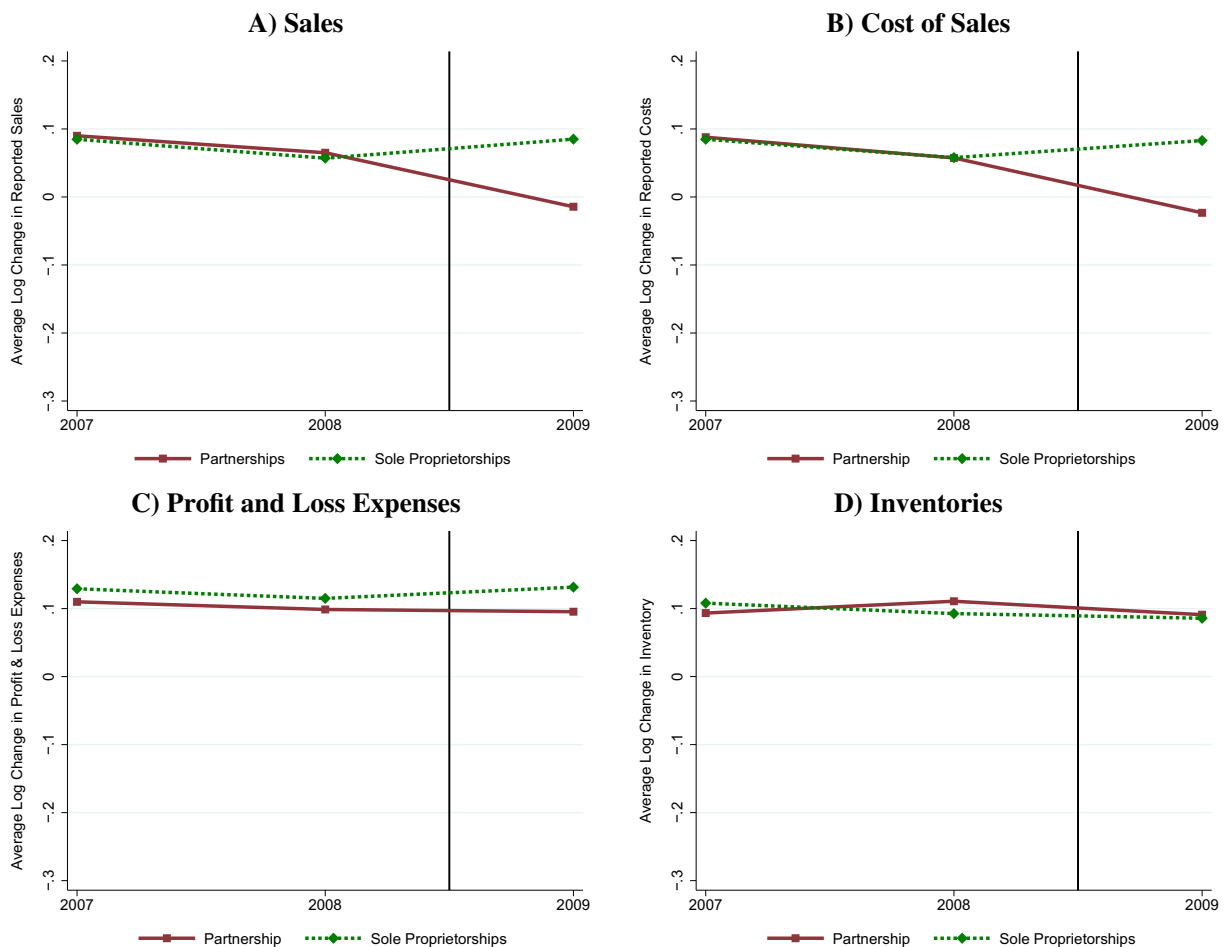 A) Sales
Average Log Change in Reported Sales
.2
.1
0
-.1
-.2
-.3
2007 2008 2009
Partnerships Sole Proprietorships
B) Cost of Sales
Average Log Change in Reported Costs
.2
.1
0
-.1
-.2
-.3
2007 2008 2009
Partnership Sole Proprietorships
C) Profit and Loss Expenses
Average Log Change in Profit & Loss Expenses
.2
.1
0
-.1
-.2
-.3
2007 2008 2009
Partnership Sole Proprietorships
D) Inventories
Average Log Change in Inventory
.2
.1
0
-.1
-.2
-.3
2007 2008 2009
Partnership Sole Proprietorships